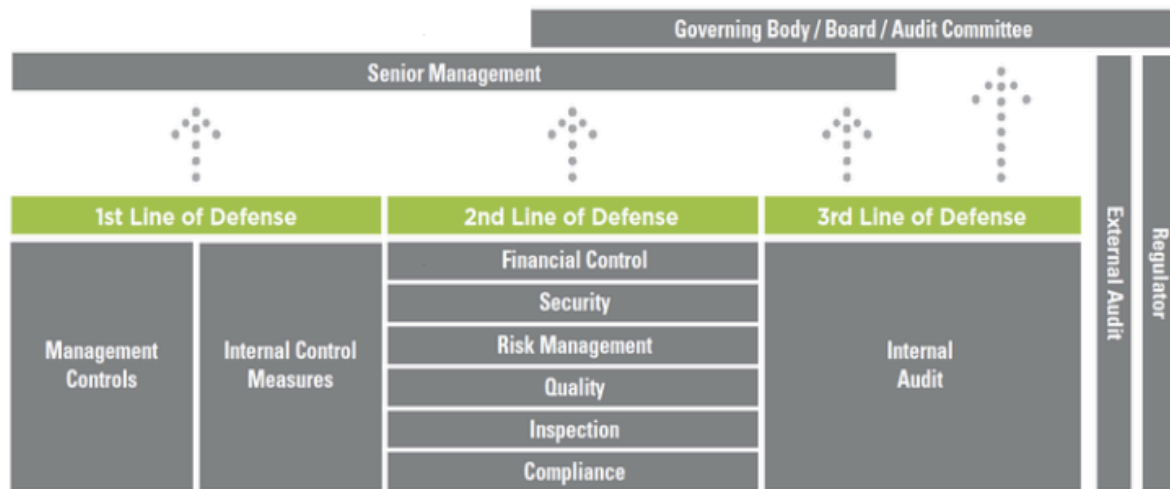 Governing Body / Board / Audit Committee
Senior Management
1st Line of Defense
2nd Line of Defense
3rd Line of Defense
Management
Controls
Internal Control
Measures
Financial Control
Security
Risk Management
Quality
Inspection
Compliance
Internal
Audit
External Audit
Regulator